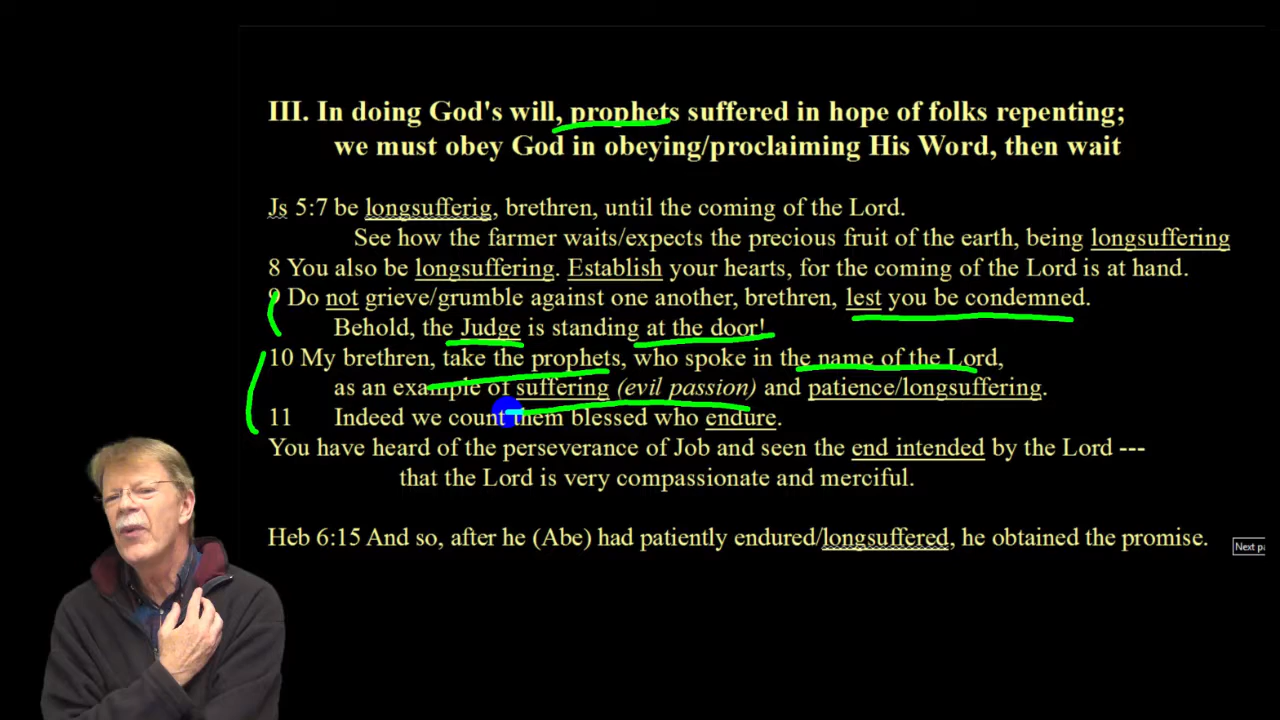 III. In doing God's will, prophets suffered in hope of folks repenting;
we must obey God in obeying/proclaiming His Word, then wait
Js 5:7 be longsufferig, brethren, until the coming of the Lord.
See how the farmer waits/expects the precious fruit of the earth, being longsuffering
8 You also be longsuffering. Establish your hearts, for the coming of the Lord is at hand.
9 Do not grieve/grumble against one another, brethren, lest you be condemned.
Behold, the Judge is standing at the door!
10 My brethren, take the prophets, who spoke in the name of the Lord,
as an example of suffering (evil passion) and patience/longsuffering.
11 Indeed we count them blessed who endure.
You have heard of the perseverance of Job and seen the end intended by the Lord ---
that the Lord is very compassionate and merciful.
Heb 6:15 And so, after he (Abe) had patiently endured/longsuffered, he obtained the promise.
Next